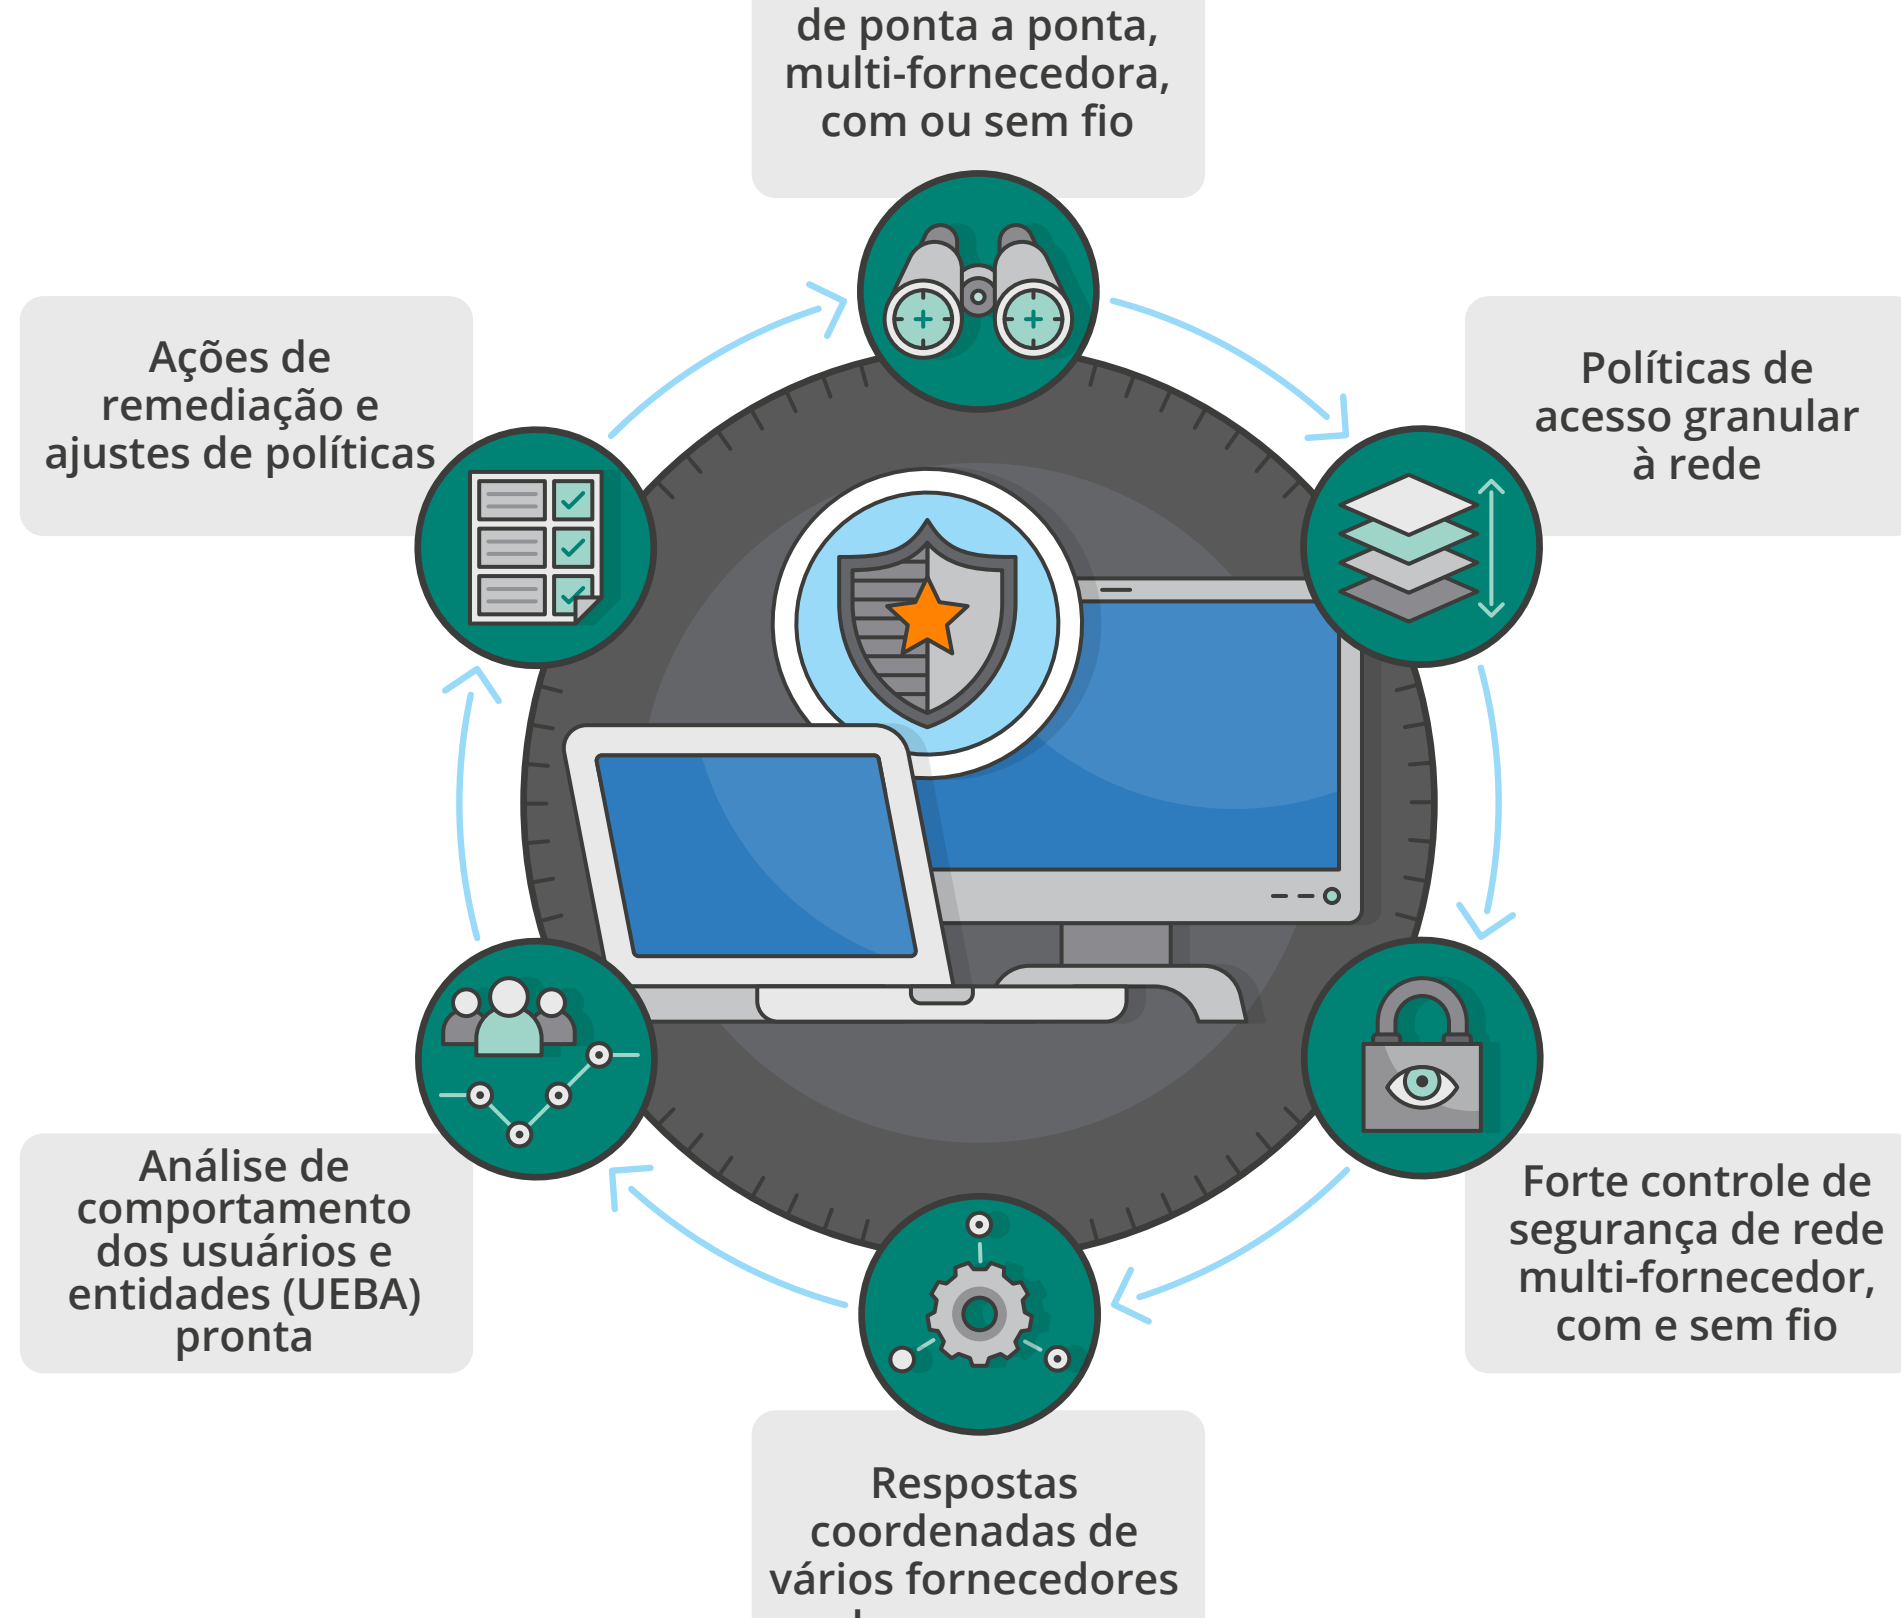 de ponta a ponta,
multi-fornecedora,
com ou sem fio
Ações de
remediação e
ajustes de políticas
Políticas de
acesso granular
à rede
Análise de
comportamento
dos usuários e
entidades (UEBA)
pronta
Forte controle de
segurança de rede
multi-fornecedor,
com e sem fio
Respostas
coordenadas de
vários fornecedores